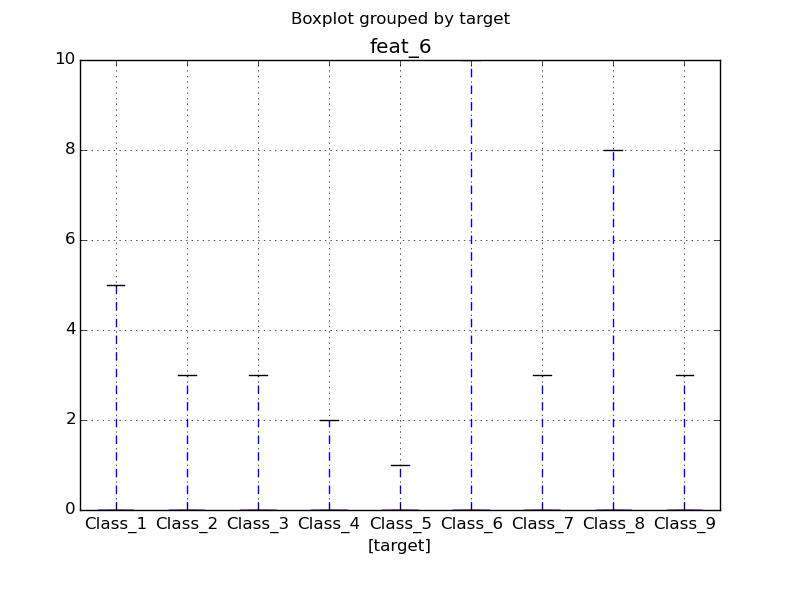 Boxplot grouped by target
feat_6
10
8
6
4
2
0
Class_1 Class_2 Class_3 Class_4 Class_5 Class_6 Class_7 Class_8 Class_9
[target]